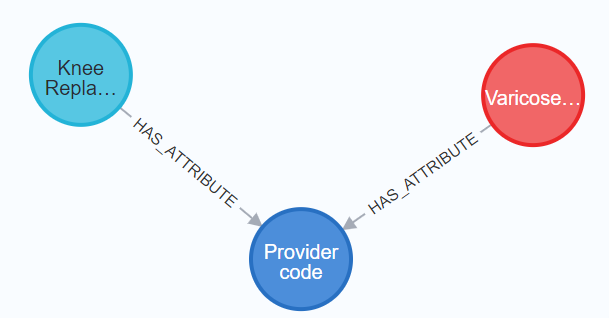 Knee
Repla…
Varicose…
HAS_ATTRIBUTE
HAS_ATTRIBUTE
Provider
code